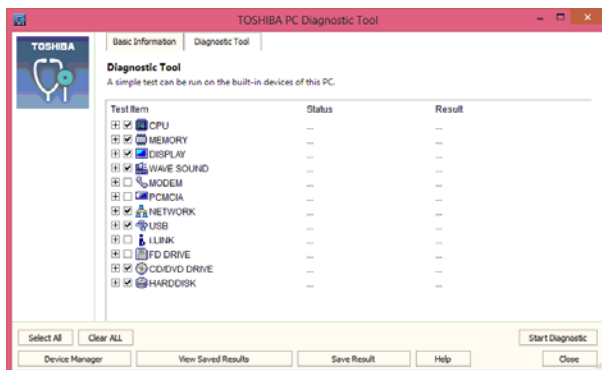 TOSHIBA PC Diagnostic Tool
TOSHIBA
Basic Information Diagnostic Tool
Diagnostic Tool
A simple test can be run on the built-in devices of this PC.
Test Item Status Result
CPU ... ...
MEMORY ... ...
DISPLAY ... ...
WAVE SOUND ... ...
MODEM ... ...
PCMCIA ... ...
NETWORK ... ...
USB ... ...
i.LINK ... ...
FD DRIVE ... ...
CD/DVD DRIVE ... ...
HARDDISK ... ...
Select All Clear ALL Start Diagnostic
Device Manager View Saved Results Save Result Help Close